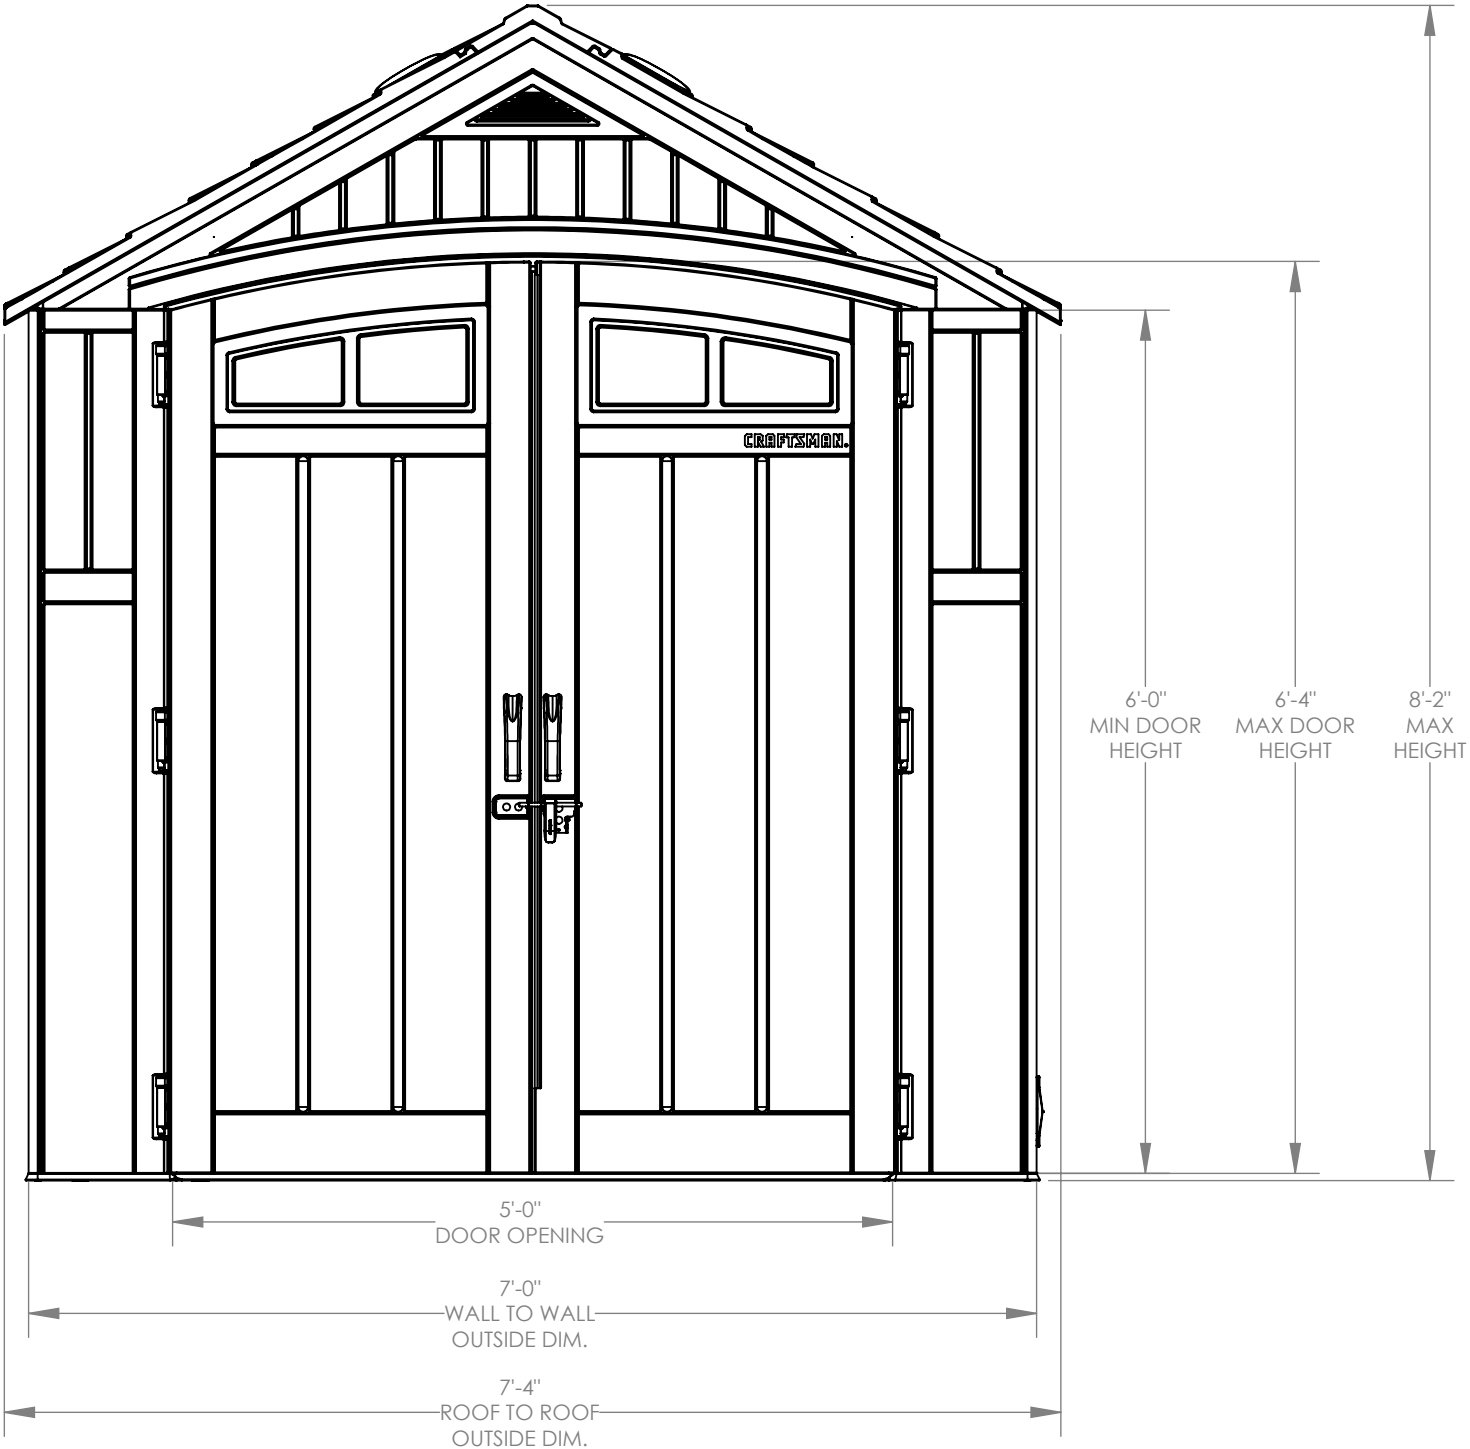 CRAFTSMAN.
6'-0"
MIN DOOR
HEIGHT
6'-4"
MAX DOOR
HEIGHT
8'-2"
MAX
HEIGHT
5'-0"
DOOR OPENING
7'-0"
WALL TO WALL
OUTSIDE DIM.
7'-4"
ROOF TO ROOF
OUTSIDE DIM.